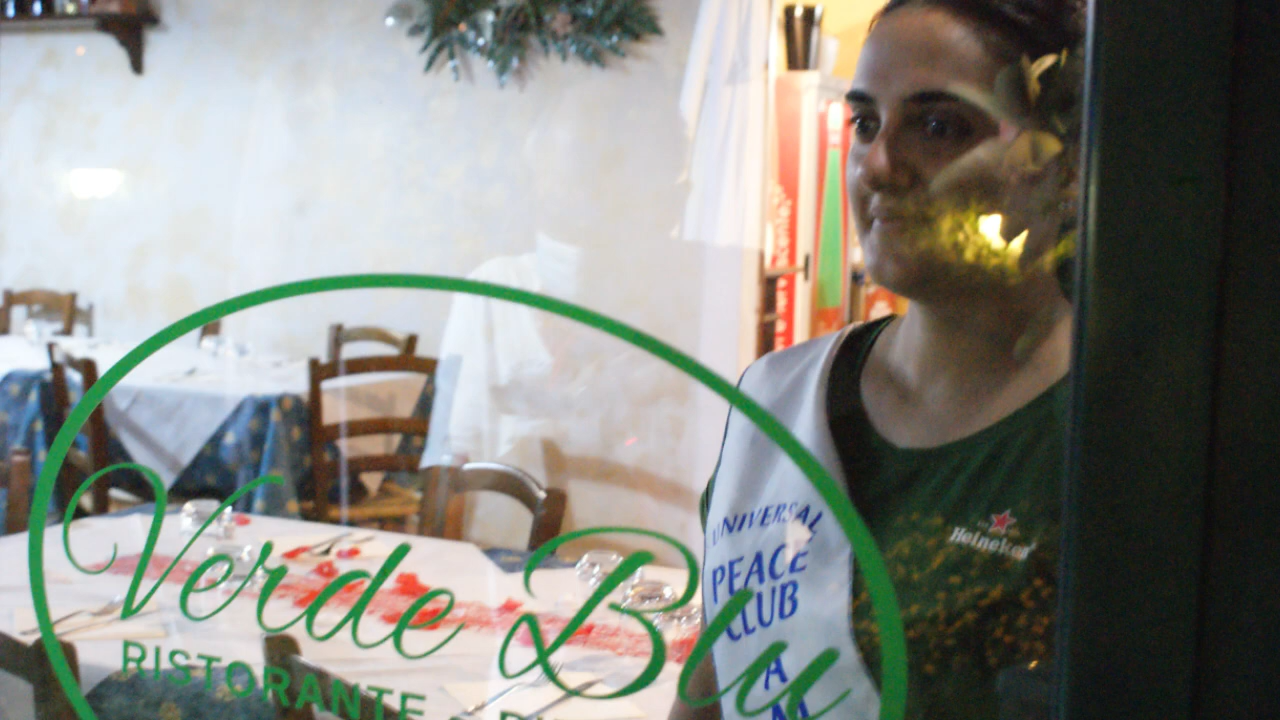 UNIVERSAL
PEACE
CLUB
A
Heineken
Verde Blu
RISTORANTE